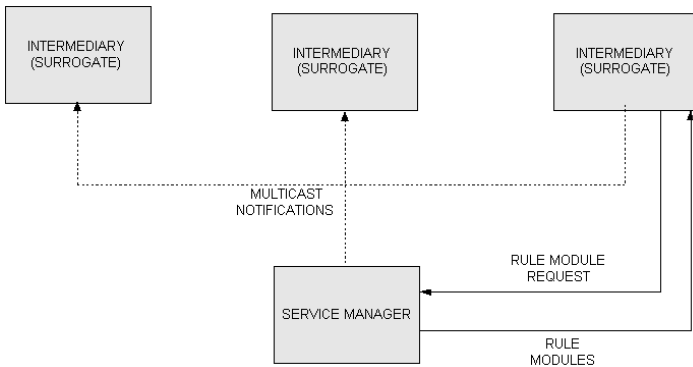 INTERMEDIARY
(SURROGATE)
INTERMEDIARY
(SURROGATE)
INTERMEDIARY
(SURROGATE)
MULTICAST
NOTIFICATIONS
RULE MODULE
REQUEST
SERVICE MANAGER
RULE
MODULES